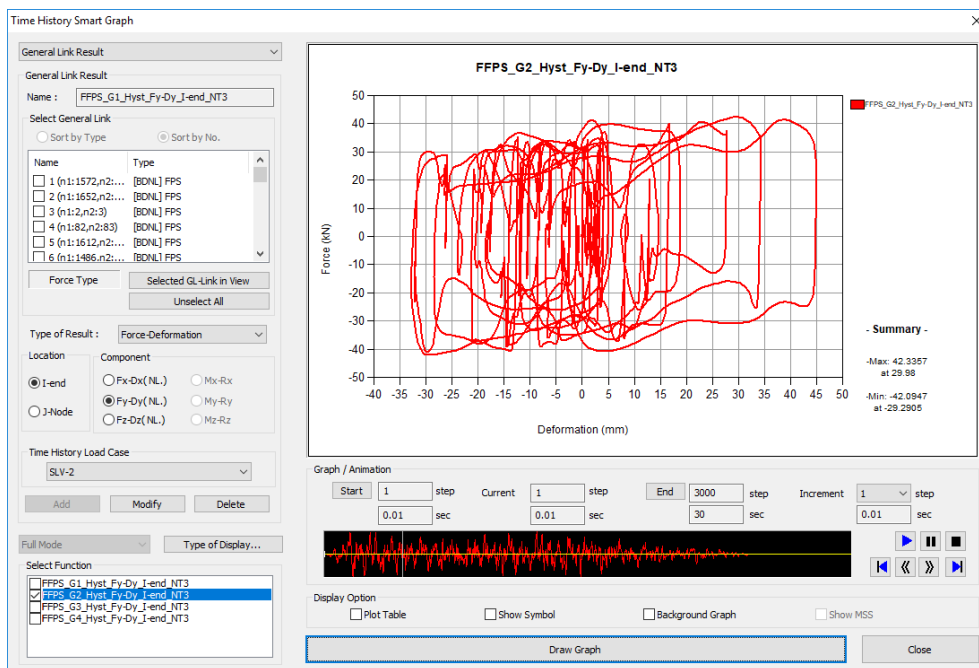 Time History Smart Graph
General Link Result
General Link Result
Name : FFPS_G1_Hyst_Fy-Dy_I-end_NT3
Select General Link
Sort by Type Sort by No.
Name Type
1 (n1:1572,n2:... [BDNL] FPS
2 (n1:1652,n2:... [BDNL] FPS
3 (n1:2,n2:3) [BDNL] FPS
4 (n1:82,n2:83) [BDNL] FPS
5 (n1:1612,n2:... [BDNL] FPS
6 (n1:1486,n2:... [BDNL] FPS
Force Type Selected GL-Link in View
Unselect All
Type of Result : Force-Deformation
Location Component
I-end Fx-Dx( NL.) Mx-Rx
Fy-Dy( NL.) My-Ry
J-Node Fz-Dz( NL.) Mz-Rz
Time History Load Case
SLV-2
Add Modify Delete
Full Mode Type of Display...
Select Function
FFPS_G1_Hyst_Fy-Dy_I-end_NT3
FFPS_G2_Hyst_Fy-Dy_I-end_NT3
FFPS_G3_Hyst_Fy-Dy_I-end_NT3
FFPS_G4_Hyst_Fy-Dy_I-end_NT3
FFPS_G2_Hyst_Fy-Dy_I-end_NT3
FFPS_G2_Hyst_Fy-Dy_I-end_NT3
50
40
30
20
10
0
-10
-20
-30
-40
-50
Force (kN)
-40 -35 -30 -25 -20 -15 -10 -5 0 5 10 15 20 25 30 35 40 45 50
Deformation (mm)
- Summary -
-Max: 42.3357
at 29.98
-Min: -42.0947
at -29.2905
Graph / Animation
Start 1 step Current 1 step End 3000 step Increment 1 step
0.01 sec 0.01 sec 30 sec 0.01 sec
Display Option
Plot Table Show Symbol Background Graph Show MSS
Draw Graph Close